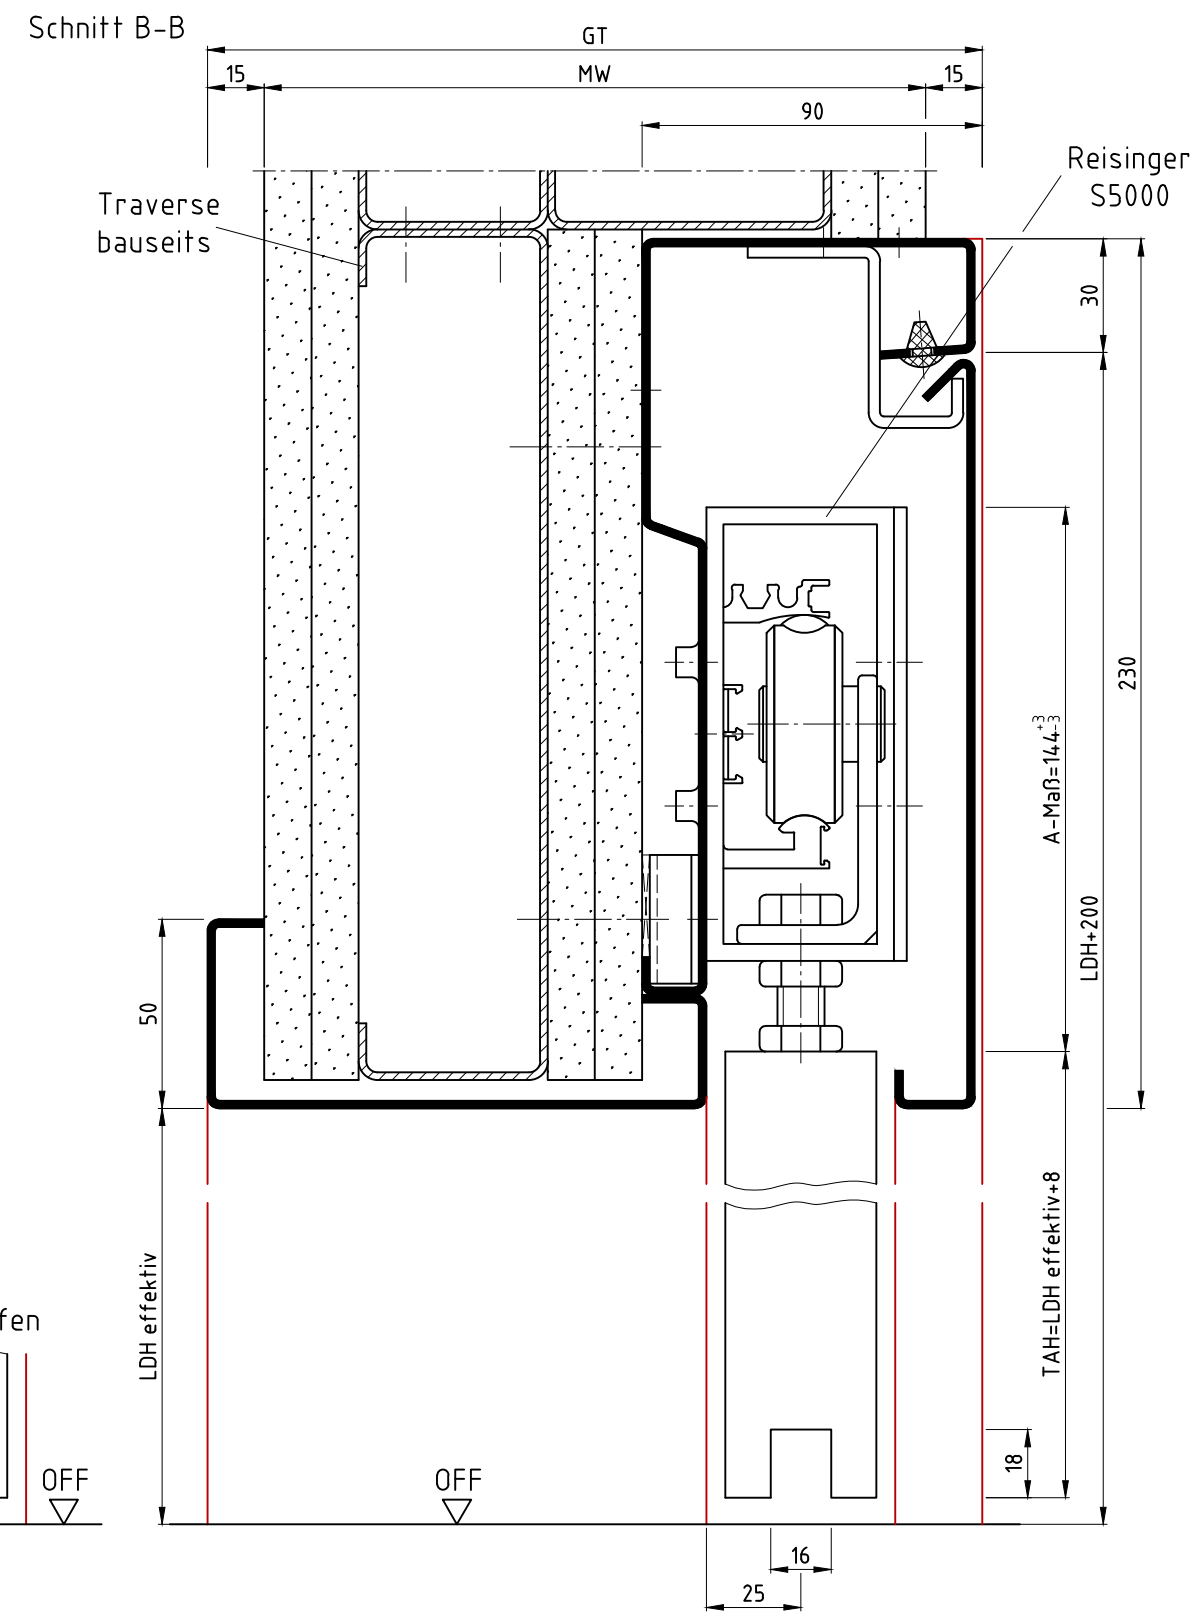 Schnitt B-B
GT
15
MW
15
90
Reisinger
S5000
Traverse
bauseits
30
230
A-Maß=144 +3 -3
LDH+200
50
LDH effektiv
TAH=LDH effektiv+8
fen
OFF
OFF
18
16
25